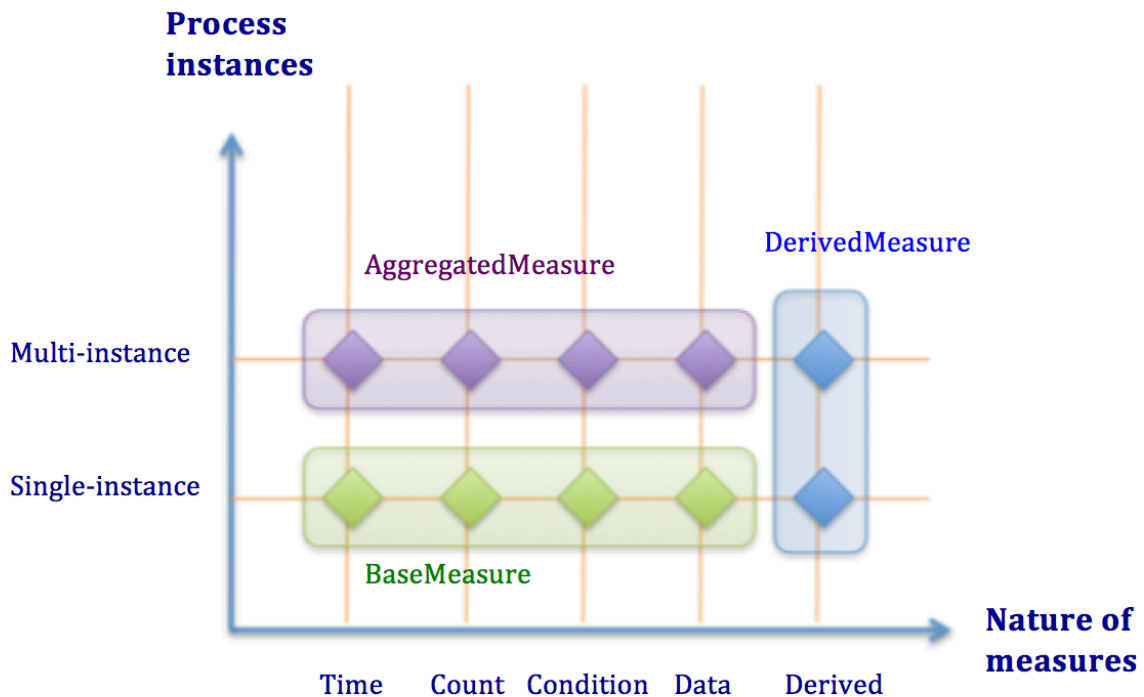 Process
instances
DerivedMeasure
AggregatedMeasure
Multi-instance
Single-instance
BaseMeasure
Nature of
measures
Time Count Condition Data Derived